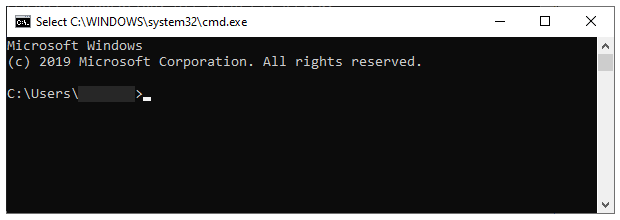 Select C:\WINDOWS\system32\cmd.exe
Microsoft Windows
(c) 2019 Microsoft Corporation. All rights reserved.
C:\Users\ >